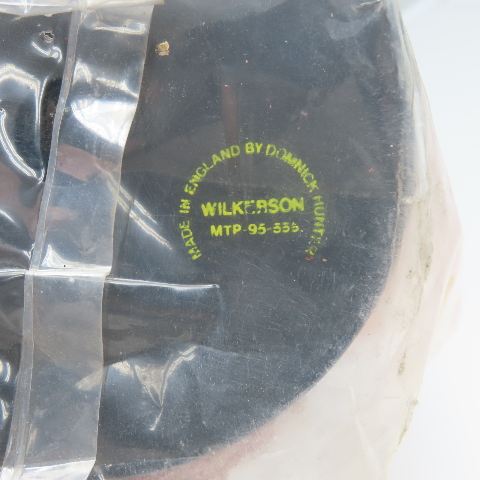 MADE IN ENGLAND BY DOMNICK HUNTER
WILKERSON
MTP-95-555